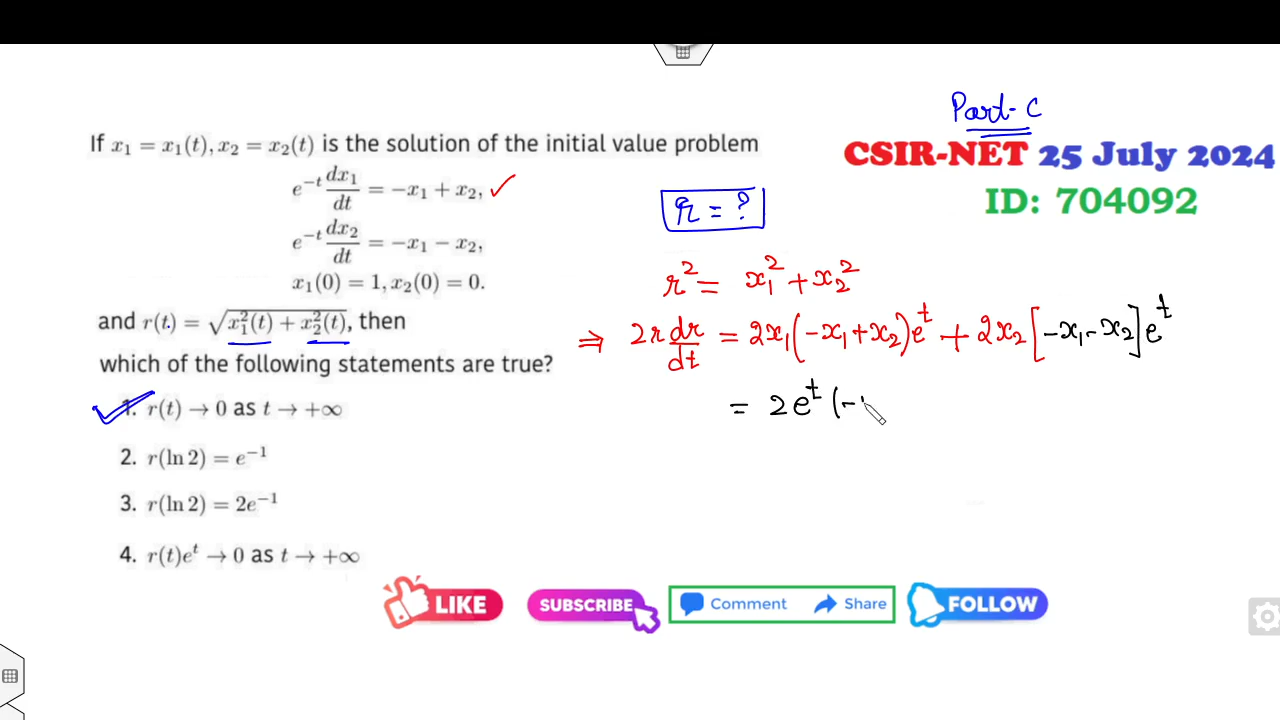 Part-C
CSIR-NET 25 July 2024
ID: 704092
If x₁ = x₁(t), x₂ = x₂(t) is the solution of the initial value problem
e⁻ᵗ dx₁/dt = −x₁ + x₂, ✓
e⁻ᵗ dx₂/dt = −x₁ − x₂,
x₁(0) = 1, x₂(0) = 0.
and r(t) = √(x₁²(t) + x₂²(t)), then
which of the following statements are true?
1. r(t) → 0 as t → +∞
2. r(ln 2) = e⁻¹
3. r(ln 2) = 2e⁻¹
4. r(t)eᵗ → 0 as t → +∞
r = ?
r² = x₁² + x₂²
⇒ 2r dr/dt = 2x₁(−x₁+x₂)eᵗ + 2x₂[−x₁−x₂]eᵗ
= 2eᵗ(−
LIKE
SUBSCRIBE
Comment
Share
FOLLOW